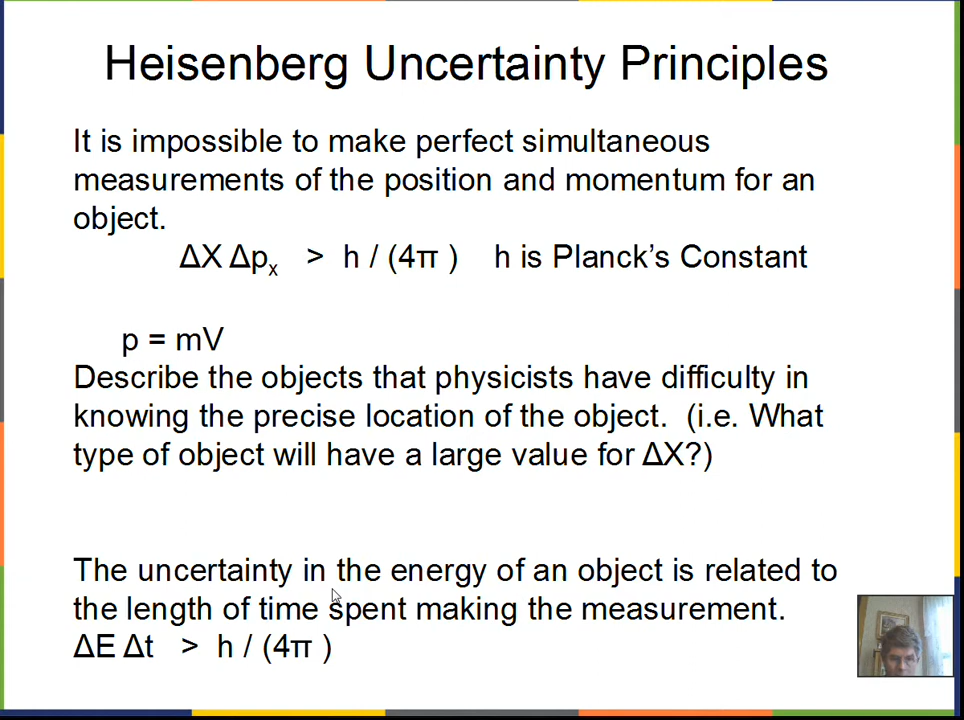 Heisenberg Uncertainty Principles
It is impossible to make perfect simultaneous
measurements of the position and momentum for an
object.
ΔX Δpₓ > h / (4π ) h is Planck’s Constant
p = mV
Describe the objects that physicists have difficulty in
knowing the precise location of the object. (i.e. What
type of object will have a large value for ΔX?)
The uncertainty in the energy of an object is related to
the length of time spent making the measurement.
ΔE Δt > h / (4π )